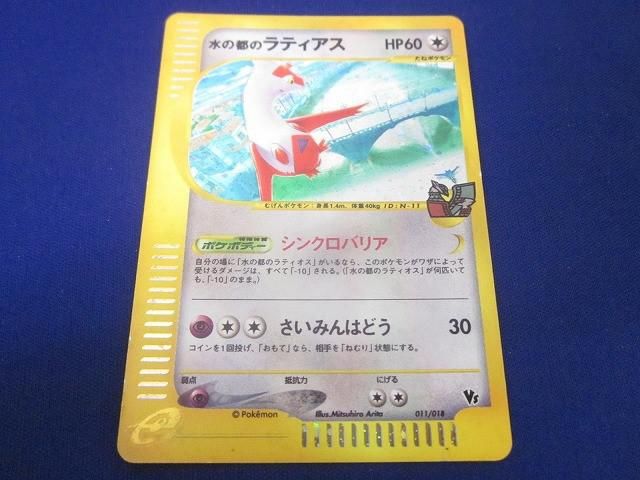 水の都のラティアス HP60
たねポケモン
むげんポケモン：身長1.4m、体重40kg ID:N-11
特殊体質
ポケボディー シンクロバリア
自分の場に「水の都のラティオス」がいるなら、このポケモンがワザによって
受けるダメージは、すべて「-10」される。（「水の都のラティオス」が何匹いて
も、「-10」のまま。）
さいみんはどう 30
コインを1回投げ、「おもて」なら、相手を「ねむり」状態にする。
弱点 抵抗力 にげる
©Pokémon Illus.Mitsuhiro Arita 011/018
VS
e